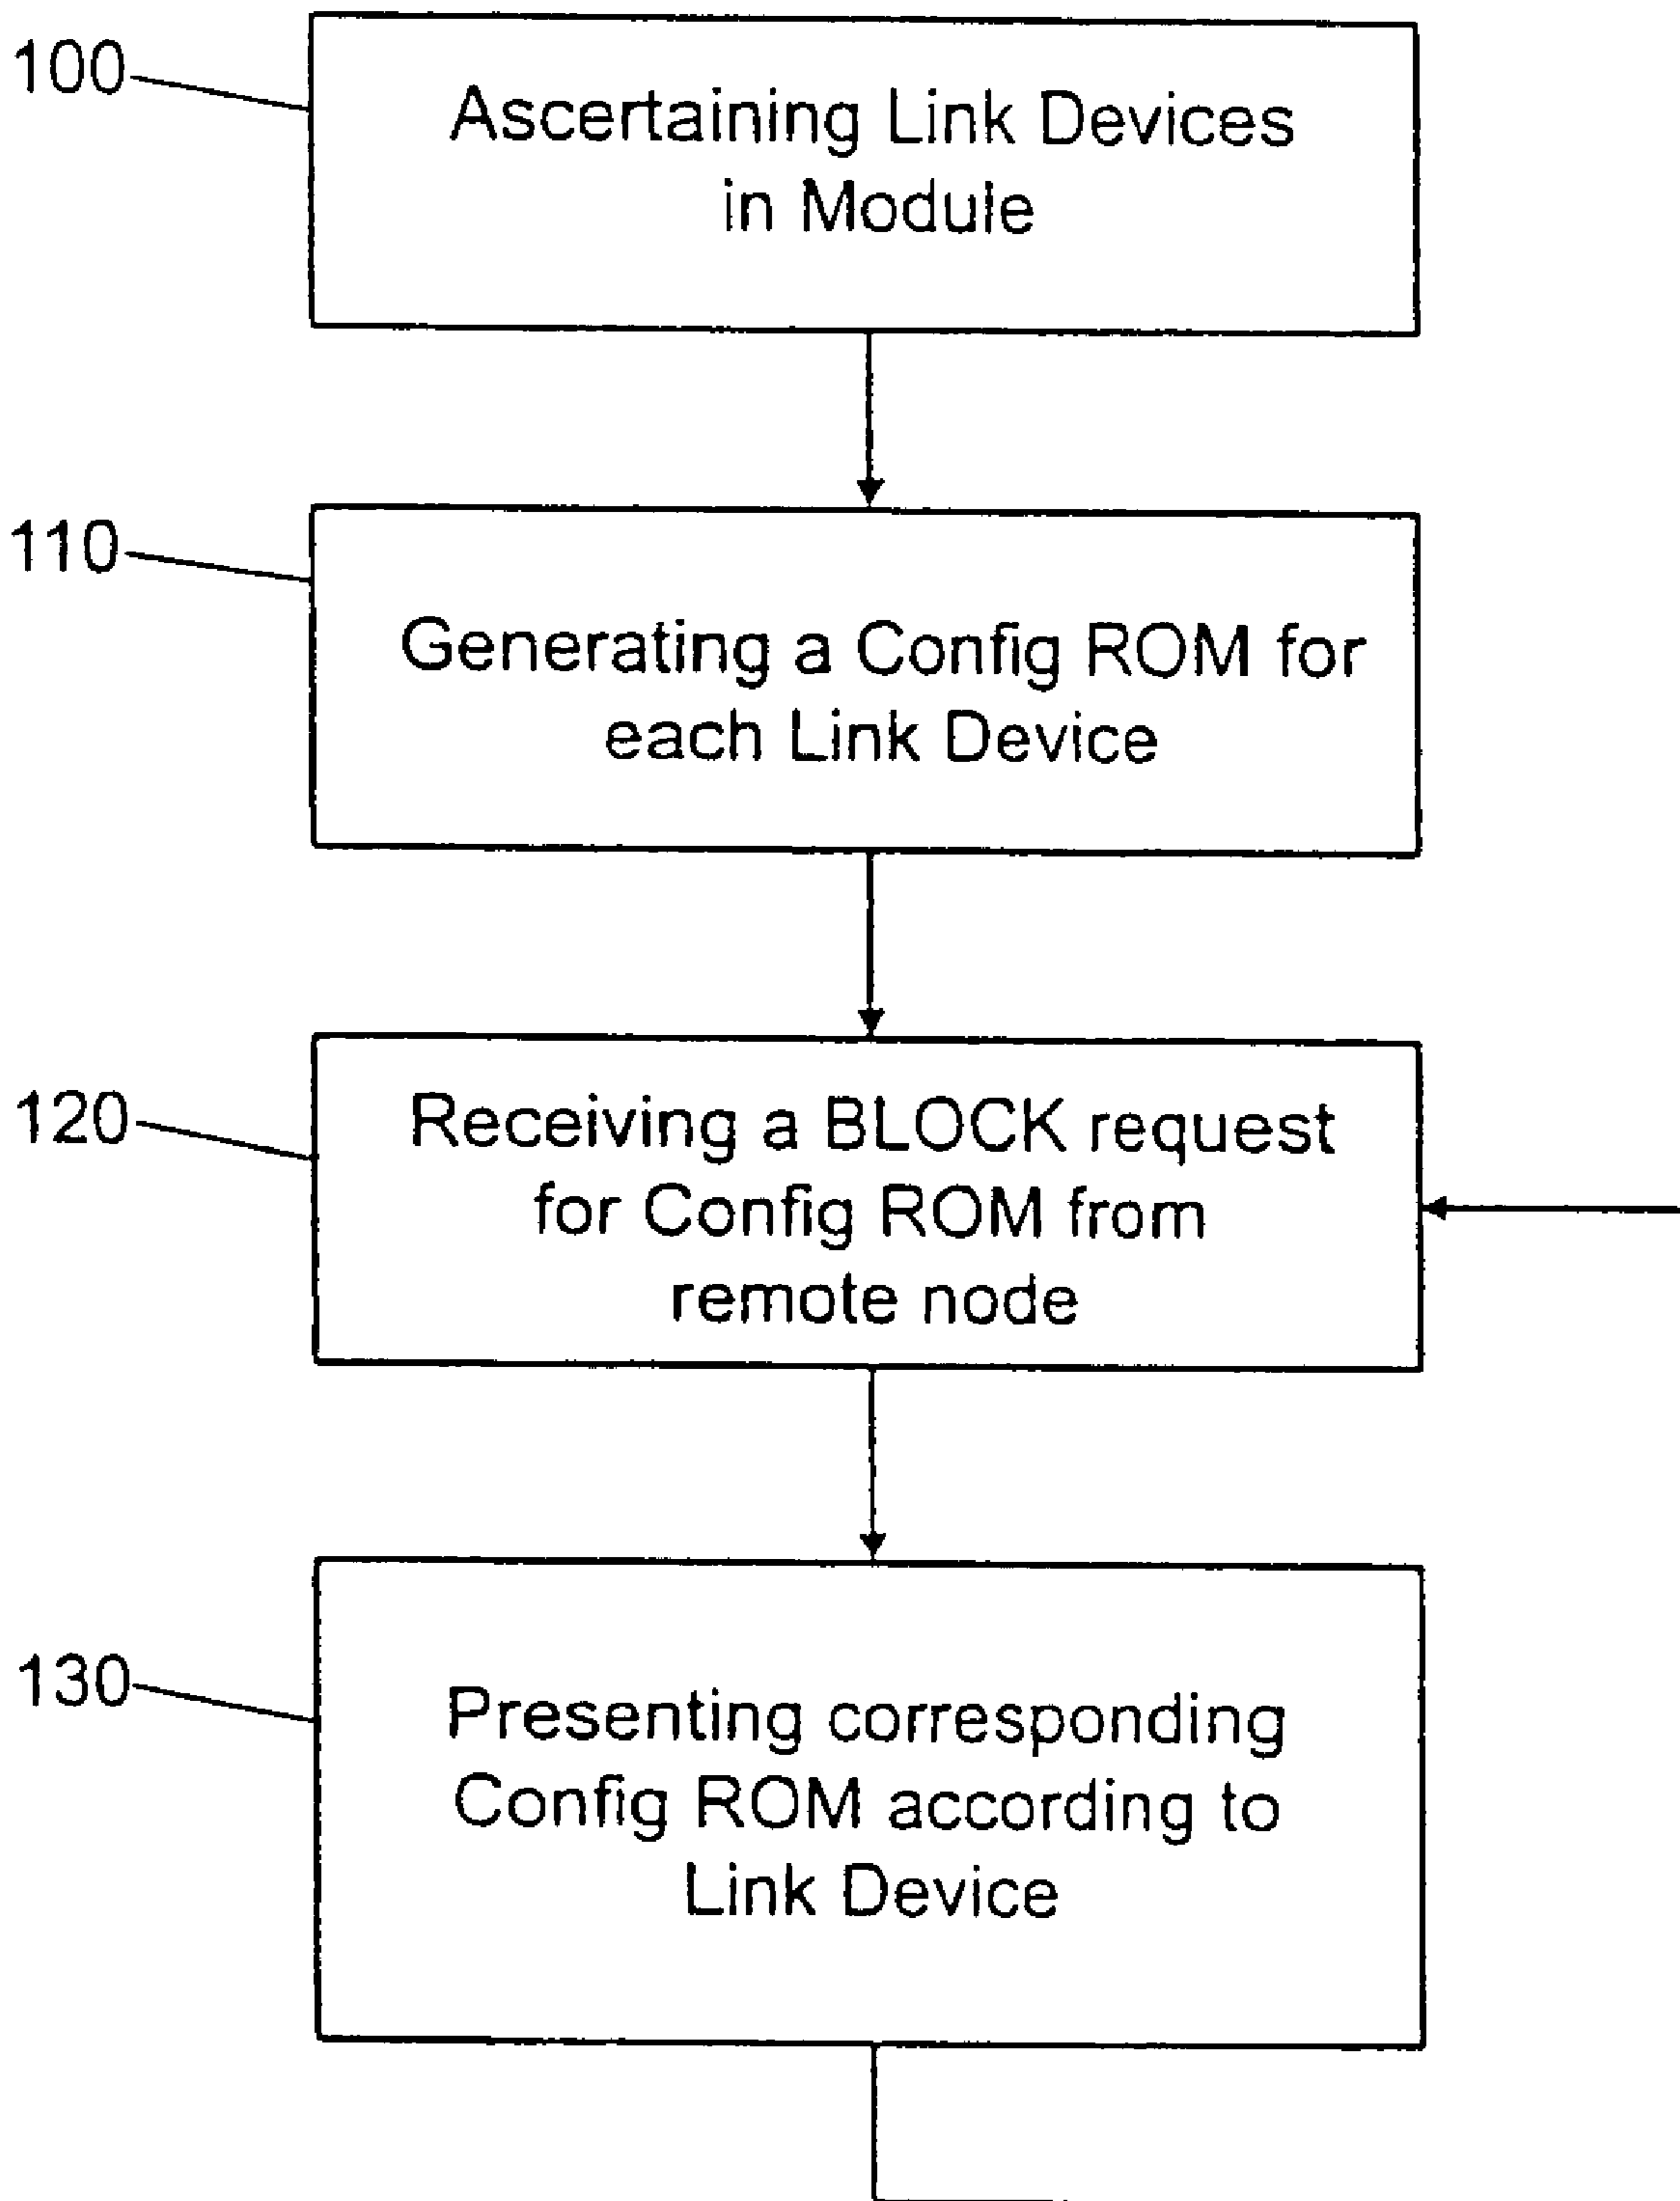 100
Ascertaining Link Devices
in Module
110
Generating a Config ROM for
each Link Device
120
Receiving a BLOCK request
for Config ROM from
remote node
130
Presenting corresponding
Config ROM according to
Link Device